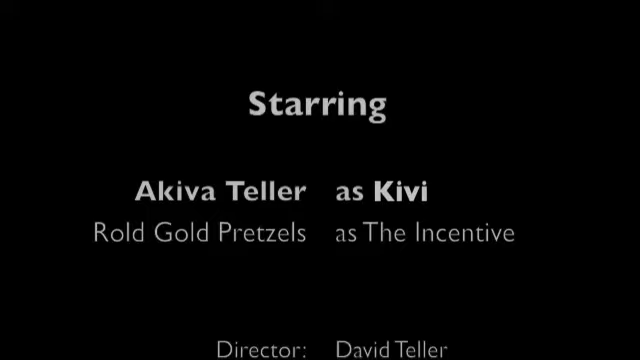 Starring
Akiva Teller as Kivi
Rold Gold Pretzels as The Incentive
Director: David Teller